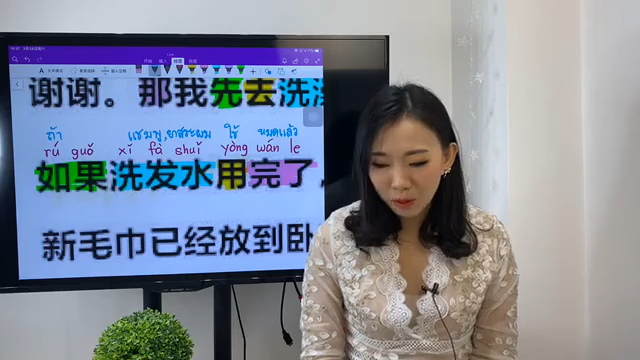 谢谢。那我先去洗澡
ถ้า แชมพู,ยาสระผม ใช้ หมดแล้ว
rú guǒ xǐ fà shuǐ yòng wán le
如果洗发水用完了，
新毛巾已经放到卧